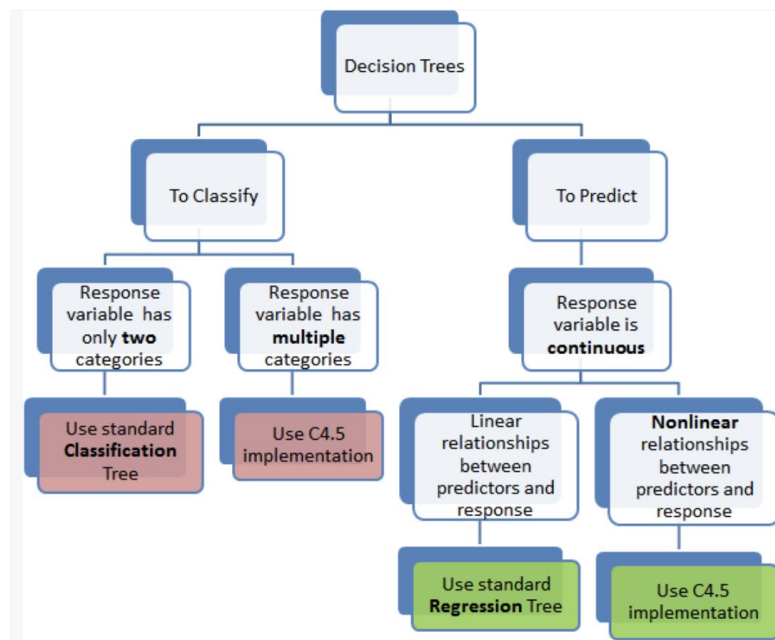 Decision Trees
To Classify
To Predict
Response
variable has
only two
categories
Response
variable has
multiple
categories
Response
variable is
continuous
Use standard
Classification
Tree
Use C4.5
implementation
Linear
relationships
between
predictors and
response
Nonlinear
relationships
between
predictors and
response
Use standard
Regression Tree
Use C4.5
implementation